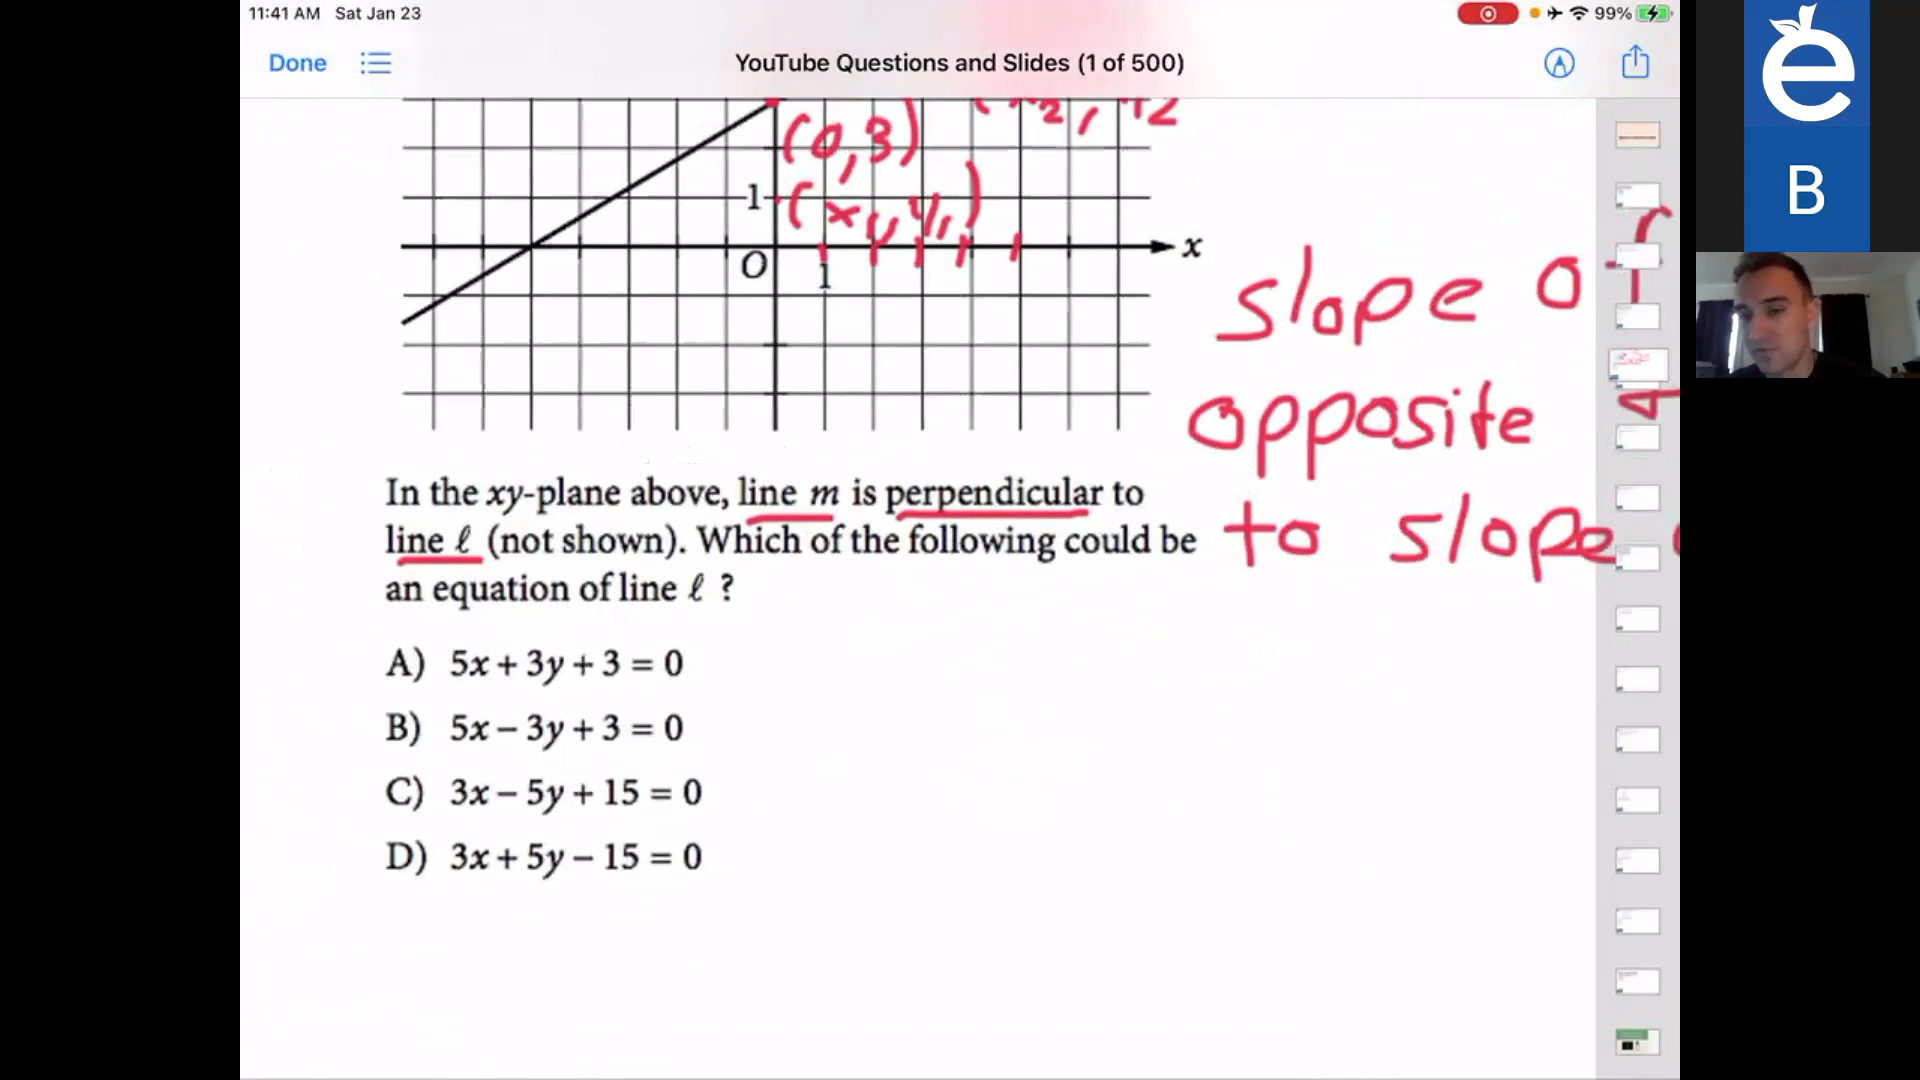 11:41 AM Sat Jan 23
99%
Done
YouTube Questions and Slides (1 of 500)
(0,3)
1
(x1, y1)
x
O
1
slope of
opposite
to slope
In the xy-plane above, line m is perpendicular to
line ℓ (not shown). Which of the following could be
an equation of line ℓ ?
A) 5x + 3y + 3 = 0
B) 5x − 3y + 3 = 0
C) 3x − 5y + 15 = 0
D) 3x + 5y − 15 = 0
e
B